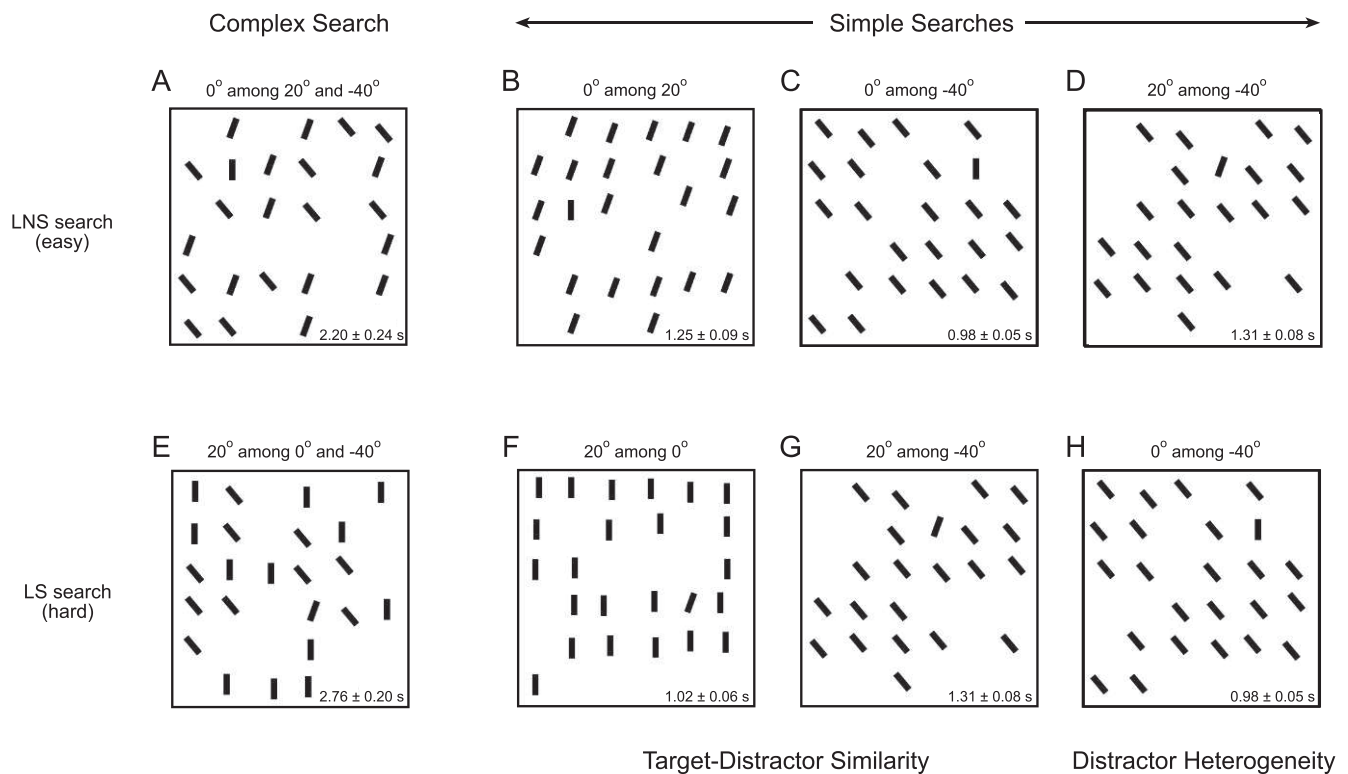 Complex Search
Simple Searches
A
0° among 20° and -40°
B
0° among 20°
C
0° among -40°
D
20° among -40°
LNS search
(easy)
2.20 ± 0.24 s
1.25 ± 0.09 s
0.98 ± 0.05 s
1.31 ± 0.08 s
E
20° among 0° and -40°
F
20° among 0°
G
20° among -40°
H
0° among -40°
LS search
(hard)
2.76 ± 0.20 s
1.02 ± 0.06 s
1.31 ± 0.08 s
0.98 ± 0.05 s
Target-Distractor Similarity
Distractor Heterogeneity